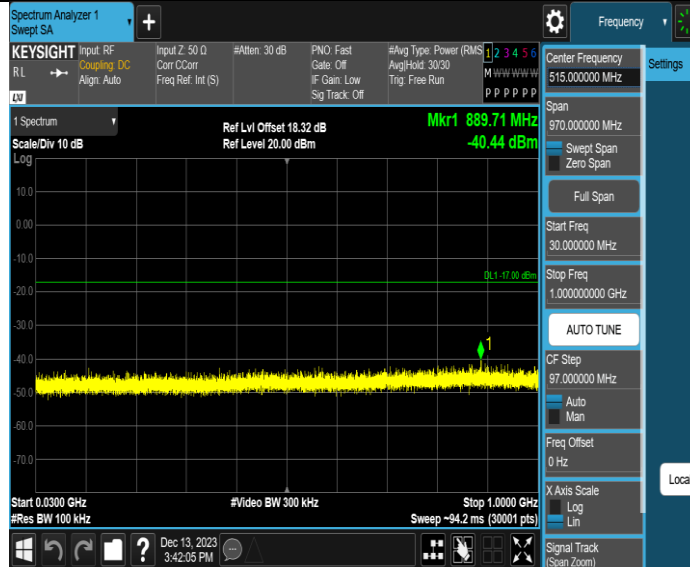 Spectrum Analyzer 1
Swept SA
+
Frequency
KEYSIGHT
RL
LXI
Input: RF
Coupling: DC
Align: Auto
Input Z: 50 Ω
Corr CCorr
Freq Ref: Int (S)
#Atten: 30 dB
PNO: Fast
Gate: Off
IF Gain: Low
Sig Track: Off
#Avg Type: Power (RMS
Avg|Hold: 30/30
Trig: Free Run
1 2 3 4 5 6
M W W W W W
P P P P P P
1 Spectrum
Scale/Div 10 dB
Log
Ref Lvl Offset 18.32 dB
Ref Level 20.00 dBm
Mkr1 889.71 MHz
-40.44 dBm
10.0
0.00
-10.0
-20.0
-30.0
-40.0
-50.0
-60.0
-70.0
DL1 -17.00 dBm
1
Start 0.0300 GHz
#Res BW 100 kHz
#Video BW 300 kHz
Stop 1.0000 GHz
Sweep ~94.2 ms (30001 pts)
Dec 13, 2023
3:42:05 PM
?
Center Frequency
515.000000 MHz
Span
970.000000 MHz
Swept Span
Zero Span
Full Span
Start Freq
30.000000 MHz
Stop Freq
1.000000000 GHz
AUTO TUNE
CF Step
97.000000 MHz
Auto
Man
Freq Offset
0 Hz
X Axis Scale
Log
Lin
Signal Track
(Span Zoom)
Settings
Loca